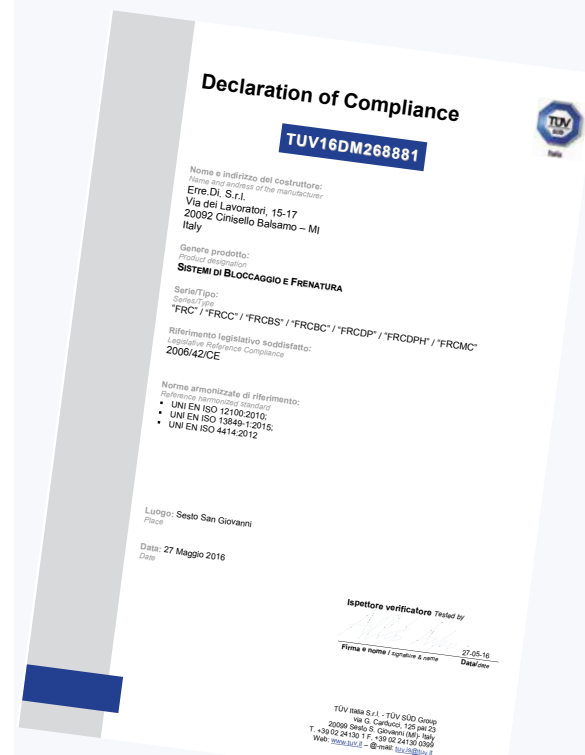 Declaration of Compliance
TÜV
SÜD
Italia
TUV16DM268881
Nome e indirizzo del costruttore:
Name and andress of the manufacturer
Erre.Di. S.r.l.
Via dei Lavoratori, 15-17
20092 Cinisello Balsamo – MI
Italy
Genere prodotto:
Product designation
SISTEMI DI BLOCCAGGIO E FRENATURA
Serie/Tipo:
Series/Type
"FRC" / "FRCC" / "FRCBS" / "FRCBC" / "FRCDP" / "FRCDPH" / "FRCMC"
Riferimento legislativo soddisfatto:
Legislative Reference Compliance
2006/42/CE
Norme armonizzate di riferimento:
Reference harmonized standard
▪ UNI EN ISO 12100:2010;
▪ UNI EN ISO 13849-1:2015;
▪ UNI EN ISO 4414:2012
Luogo: Sesto San Giovanni
Place
Data: 27 Maggio 2016
Date
Ispettore verificatore Tested by
27-05-16
Firma e nome / signature & name Data/date
TÜV Italia S.r.l. - TÜV SÜD Group
via G. Carducci, 125 pal 23
20099 Sesto S. Giovanni (MI)- Italy
T. +39 02 24130 1 F. +39 02 24130 0399
Web: www.tuv.it – @-mail: tuv.is@tuv.it